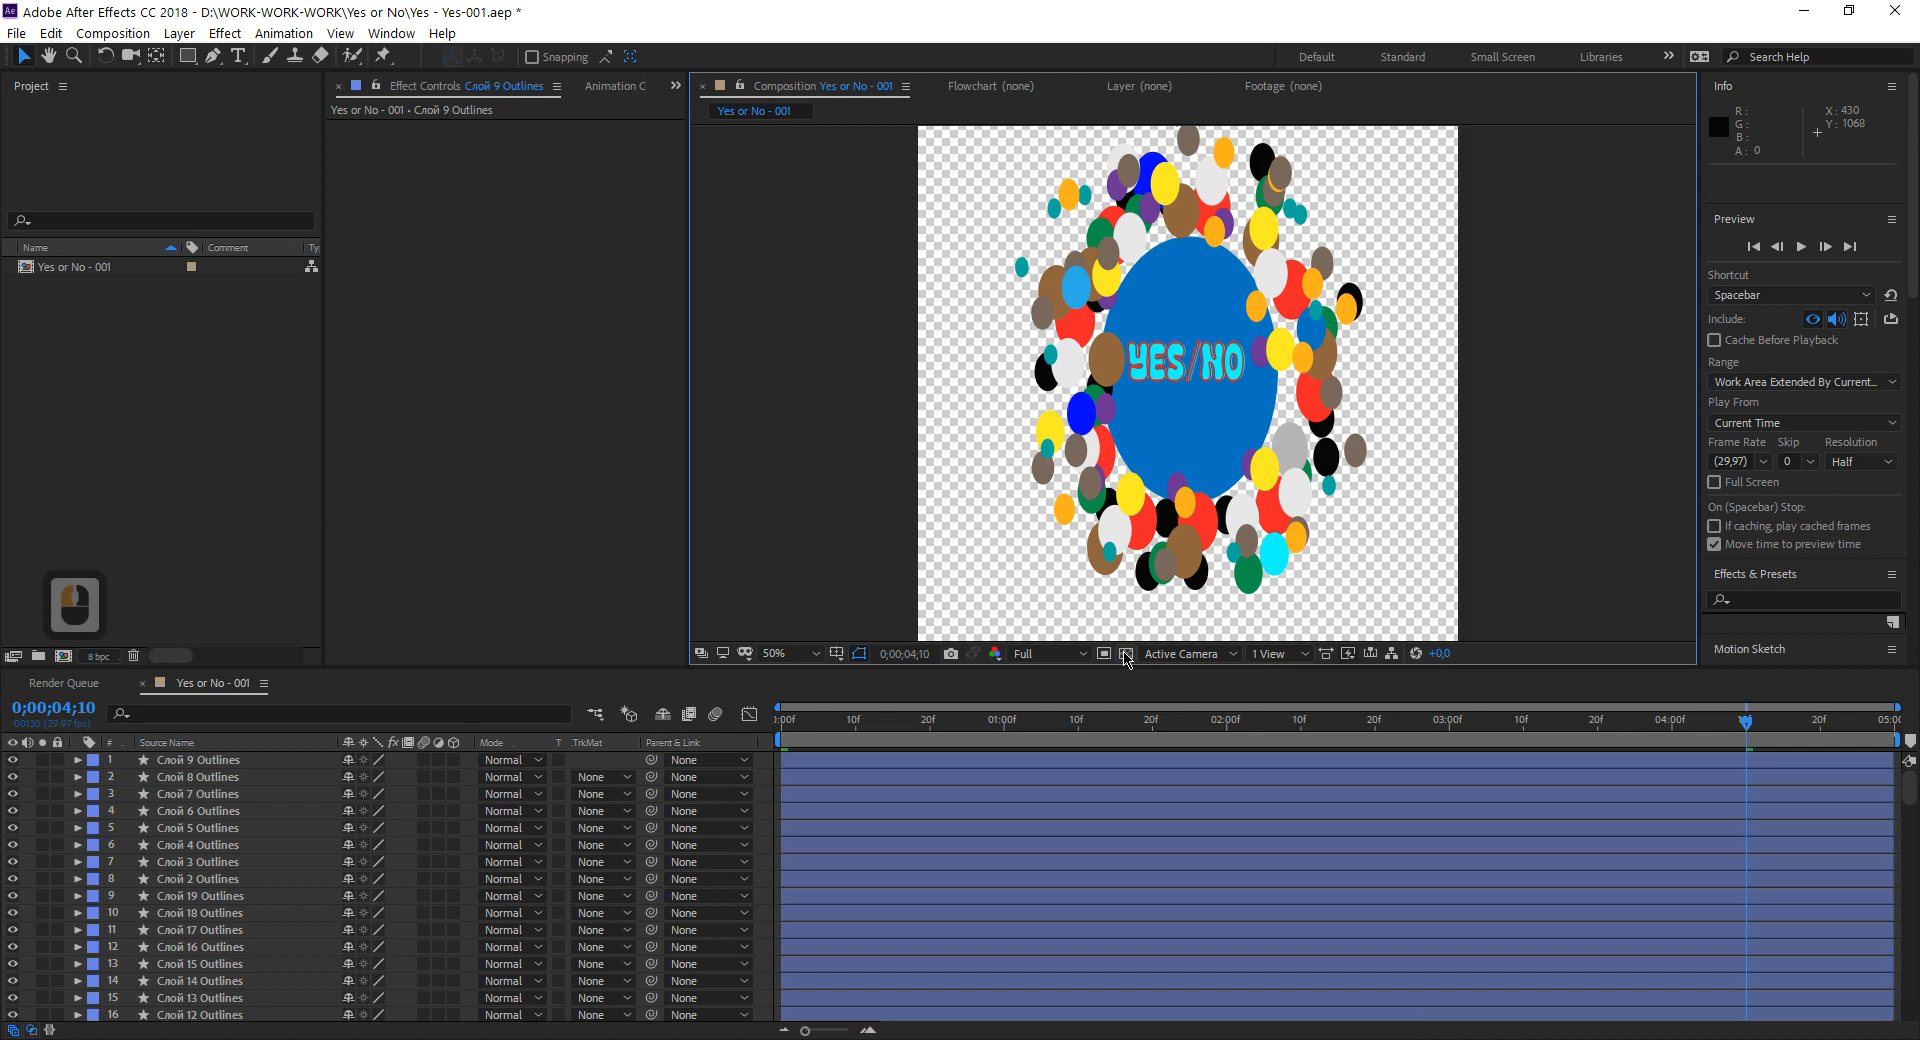 Adobe After Effects CC 2018 - D:\WORK-WORK-WORK\Yes or No\Yes - Yes-001.aep *
File Edit Composition Layer Effect Animation View Window Help
Snapping
Default Standard Small Screen Libraries Search Help
Project
Effect Controls Слой 9 Outlines
Animation C
Composition Yes or No - 001
Flowchart (none)
Layer (none)
Footage (none)
Info
Yes or No - 001 • Слой 9 Outlines
Yes or No - 001
R :
G :
B :
A : 0
X : 430
Y : 1068
Name Comment Ty
Yes or No - 001
YES/NO
Preview
Shortcut
Spacebar
Include:
Cache Before Playback
Range
Work Area Extended By Current...
Play From
Current Time
Frame Rate Skip Resolution
(29,97) 0 Half
Full Screen
On (Spacebar) Stop:
If caching, play cached frames
Move time to preview time
Effects & Presets
Motion Sketch
8 bpc
50% 0;00;04;10 Full Active Camera 1 View +0,0
Render Queue
Yes or No - 001
0;00;04;10
00130 (29.97 fps)
:00f 10f 20f 01:00f 10f 20f 02:00f 10f 20f 03:00f 10f 20f 04:00f 20f 05:00
# Source Name Mode T .TrkMat Parent & Link
1 Слой 9 Outlines Normal None
2 Слой 8 Outlines Normal None None
3 Слой 7 Outlines Normal None None
4 Слой 6 Outlines Normal None None
5 Слой 5 Outlines Normal None None
6 Слой 4 Outlines Normal None None
7 Слой 3 Outlines Normal None None
8 Слой 2 Outlines Normal None None
9 Слой 19 Outlines Normal None None
10 Слой 18 Outlines Normal None None
11 Слой 17 Outlines Normal None None
12 Слой 16 Outlines Normal None None
13 Слой 15 Outlines Normal None None
14 Слой 14 Outlines Normal None None
15 Слой 13 Outlines Normal None None
16 Слой 12 Outlines Normal None None